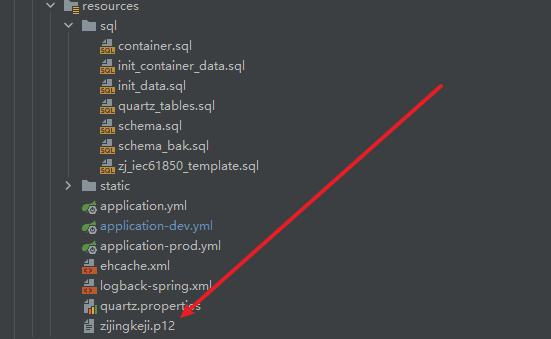 resources
sql
container.sql
init_container_data.sql
init_data.sql
quartz_tables.sql
schema.sql
schema_bak.sql
zj_iec61850_template.sql
static
application.yml
application-dev.yml
application-prod.yml
ehcache.xml
logback-spring.xml
quartz.properties
zijingkeji.p12